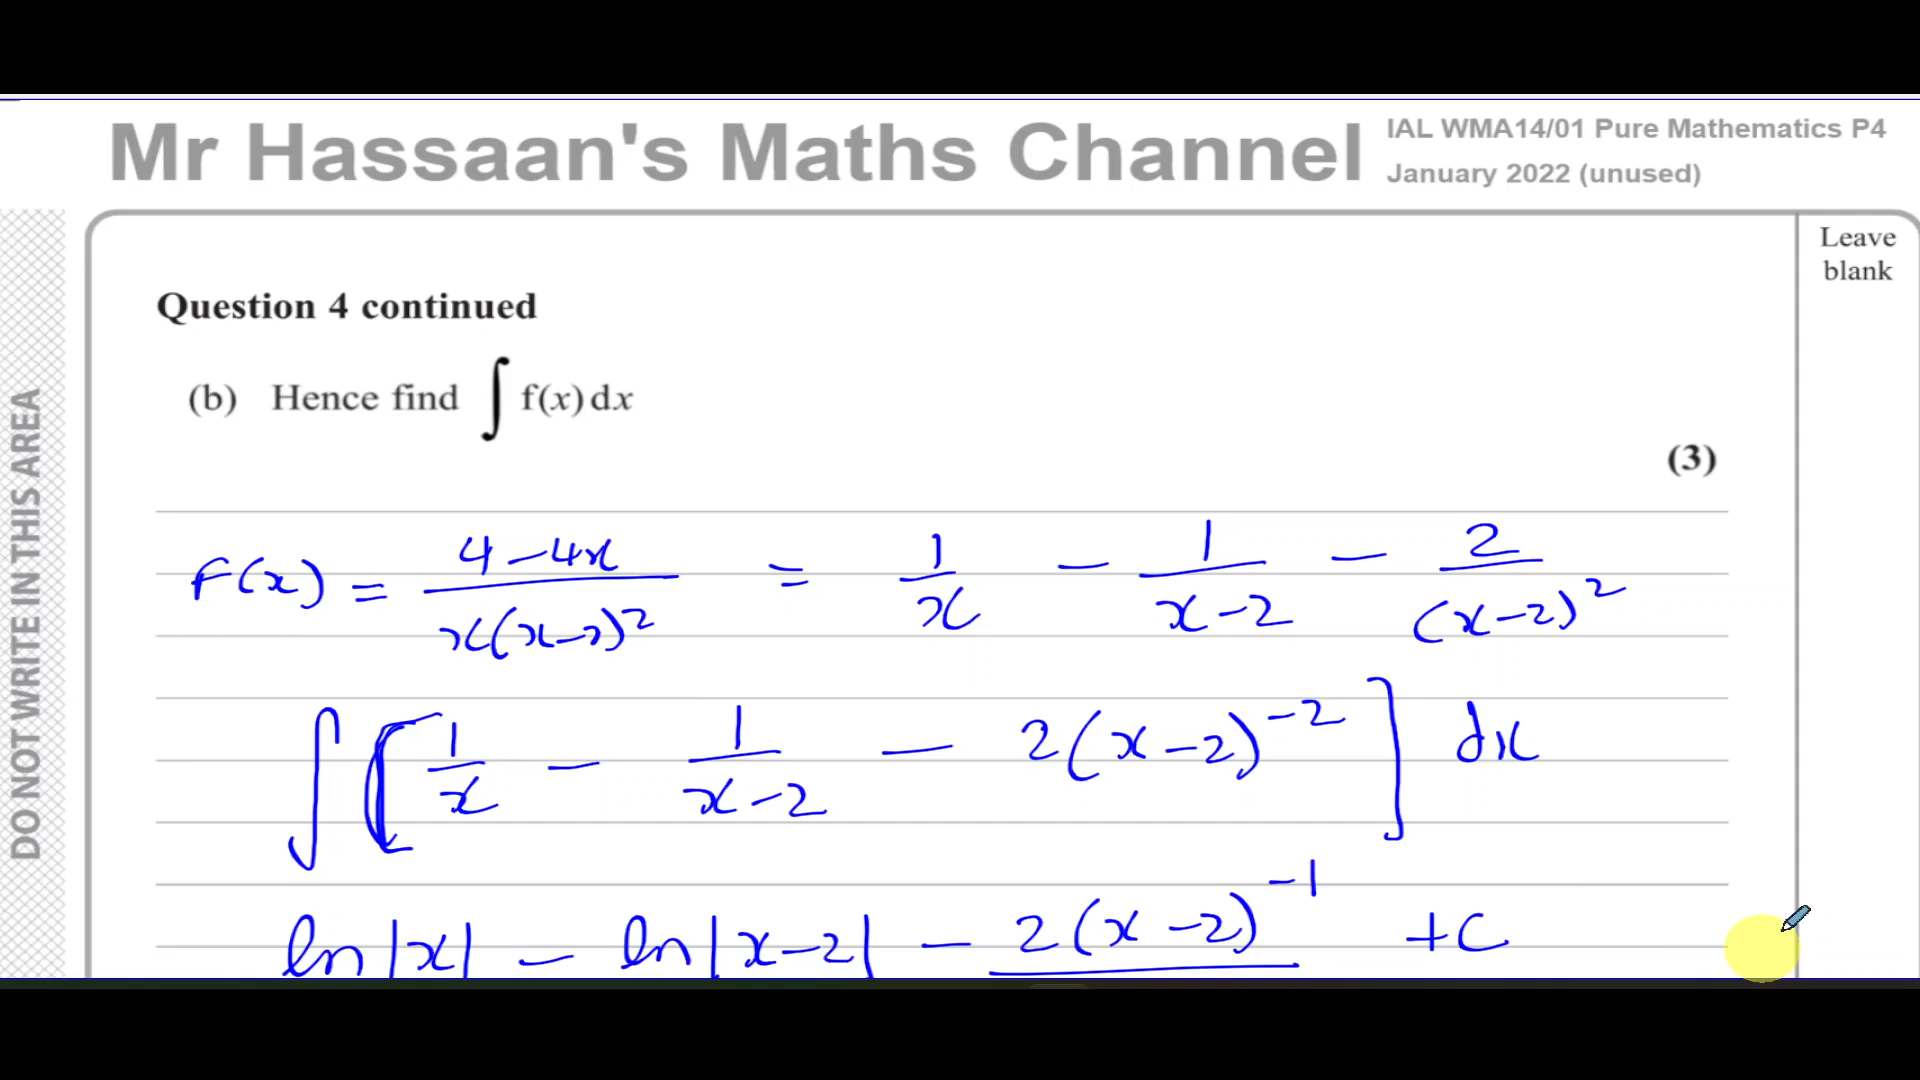 Mr Hassaan's Maths Channel
IAL WMA14/01 Pure Mathematics P4
January 2022 (unused)
Leave
blank
DO NOT WRITE IN THIS AREA
Question 4 continued
(b) Hence find ∫ f(x) dx
(3)
F(x) = (4-4x)/(x(x-2)²) = 1/x - 1/(x-2) - 2/(x-2)²
∫ [1/x - 1/(x-2) - 2(x-2)⁻²] dx
ln|x| - ln|x-2| - 2(x-2)⁻¹ + c